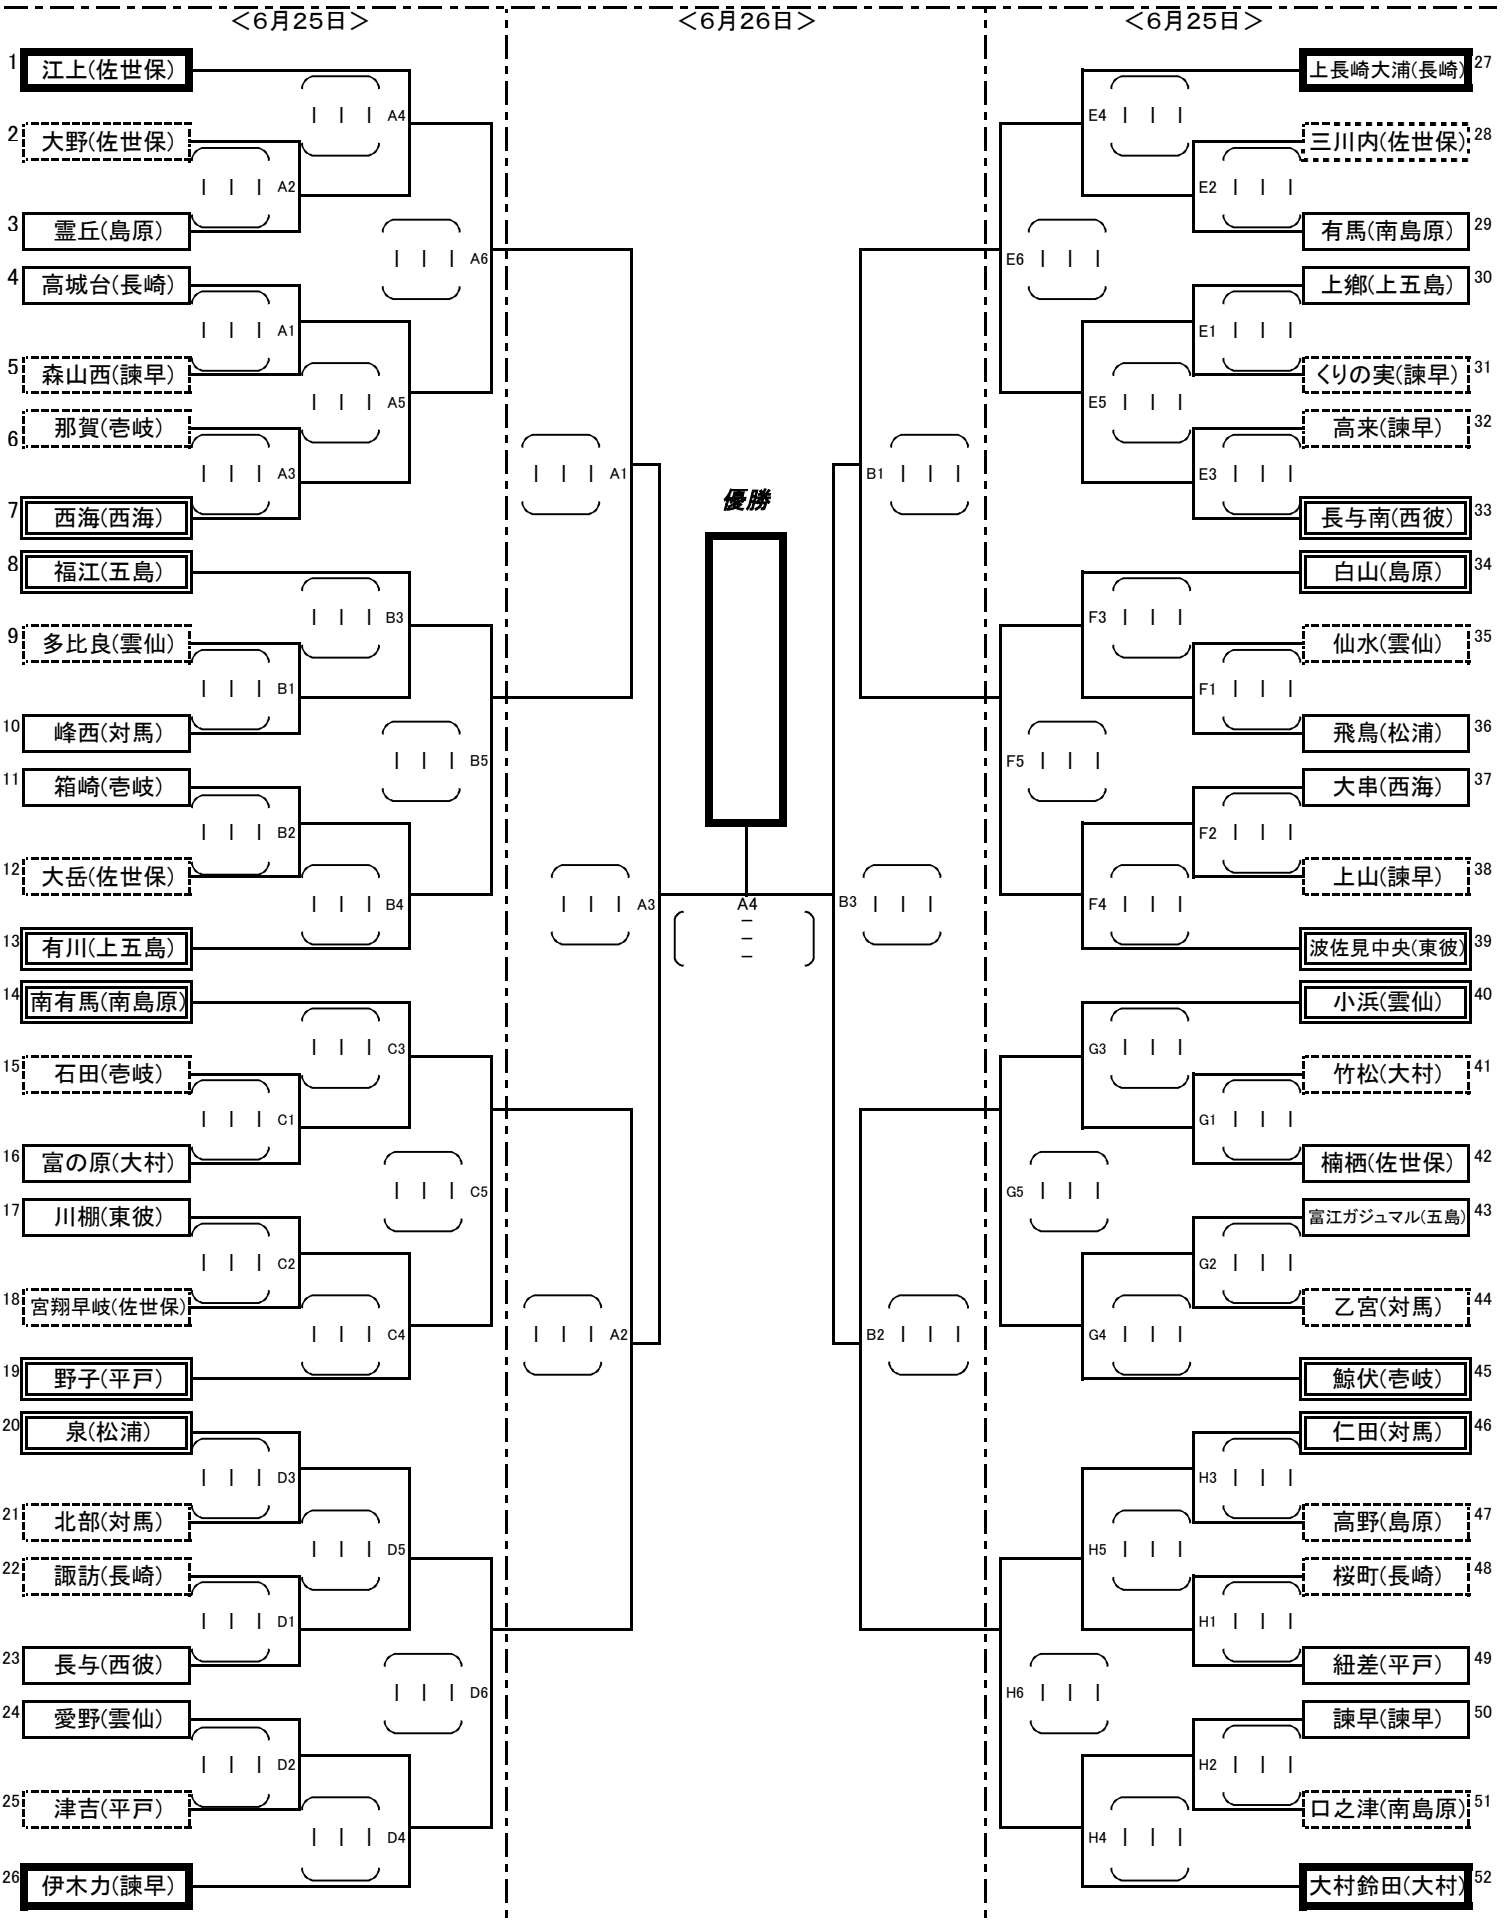 ＜6月25日＞
＜6月26日＞
＜6月25日＞
1 江上(佐世保)
2 大野(佐世保)
3 霊丘(島原)
4 高城台(長崎)
5 森山西(諫早)
6 那賀(壱岐)
7 西海(西海)
8 福江(五島)
9 多比良(雲仙)
10 峰西(対馬)
11 箱崎(壱岐)
12 大岳(佐世保)
13 有川(上五島)
14 南有馬(南島原)
15 石田(壱岐)
16 富の原(大村)
17 川棚(東彼)
18 宮翔早岐(佐世保)
19 野子(平戸)
20 泉(松浦)
21 北部(対馬)
22 諏訪(長崎)
23 長与(西彼)
24 愛野(雲仙)
25 津吉(平戸)
26 伊木力(諫早)
A2
A1
A3
B1
B2
C1
C2
D3
D1
D2
A4
A5
B3
B4
C3
C4
D5
D4
A6
B5
C5
D6
A1
A2
A3
優勝
A4
B3
B1
B2
E6
F5
G5
H6
E4
E5
F3
F4
G3
G4
H5
H4
E2
E1
E3
F1
F2
G1
G2
H3
H1
H2
上長崎大浦(長崎) 27
三川内(佐世保) 28
有馬(南島原) 29
上郷(上五島) 30
くりの実(諫早) 31
高来(諫早) 32
長与南(西彼) 33
白山(島原) 34
仙水(雲仙) 35
飛島(松浦) 36
大串(西海) 37
上山(諫早) 38
波佐見中央(東彼) 39
小浜(雲仙) 40
竹松(大村) 41
楠栖(佐世保) 42
富江ガジュマル(五島) 43
乙宮(対馬) 44
鯨伏(壱岐) 45
仁田(対馬) 46
高野(島原) 47
桜町(長崎) 48
紐差(平戸) 49
諫早(諫早) 50
口之津(南島原) 51
大村鈴田(大村) 52